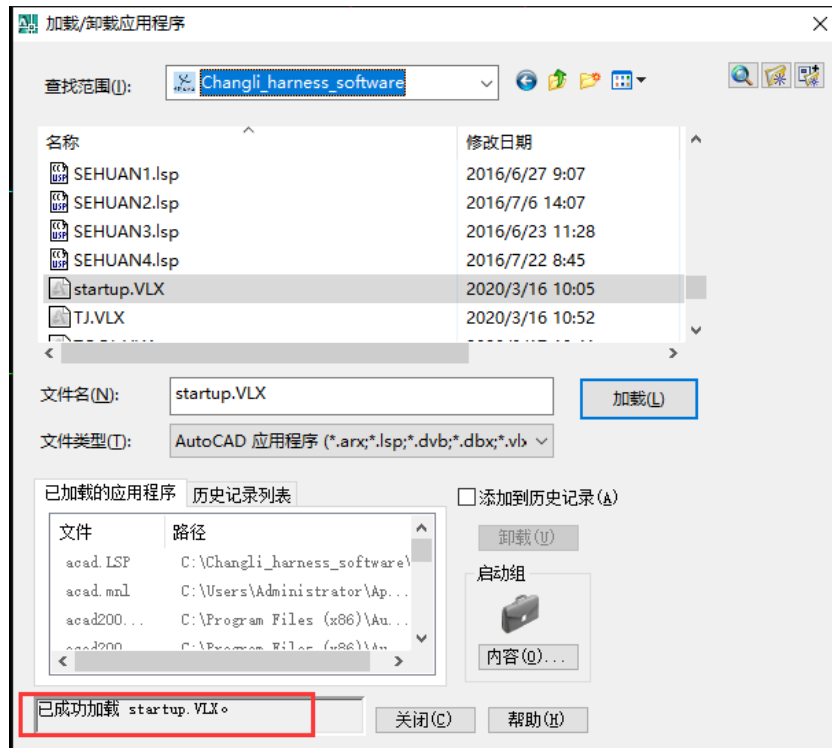 加载/卸载应用程序
查找范围(I):
Changli_harness_software
名称
修改日期
SEHUAN1.lsp
2016/6/27 9:07
SEHUAN2.lsp
2016/7/6 14:07
SEHUAN3.lsp
2016/6/23 11:28
SEHUAN4.lsp
2016/7/22 8:45
startup.VLX
2020/3/16 10:05
TJ.VLX
2020/3/16 10:52
文件名(N):
startup.VLX
加载(L)
文件类型(T):
AutoCAD 应用程序 (*.arx;*.lsp;*.dvb;*.dbx;*.vlx
已加载的应用程序
历史记录列表
添加到历史记录(A)
文件
路径
卸载(U)
acad.LSP
C:\Changli_harness_software\
启动组
acad.mnl
C:\Users\Administrator\Ap...
acad200...
C:\Program Files (x86)\Au...
acad200
C:\Program Files (x86)\Au
内容(O)...
已成功加载 startup.VLX。
关闭(C)
帮助(H)